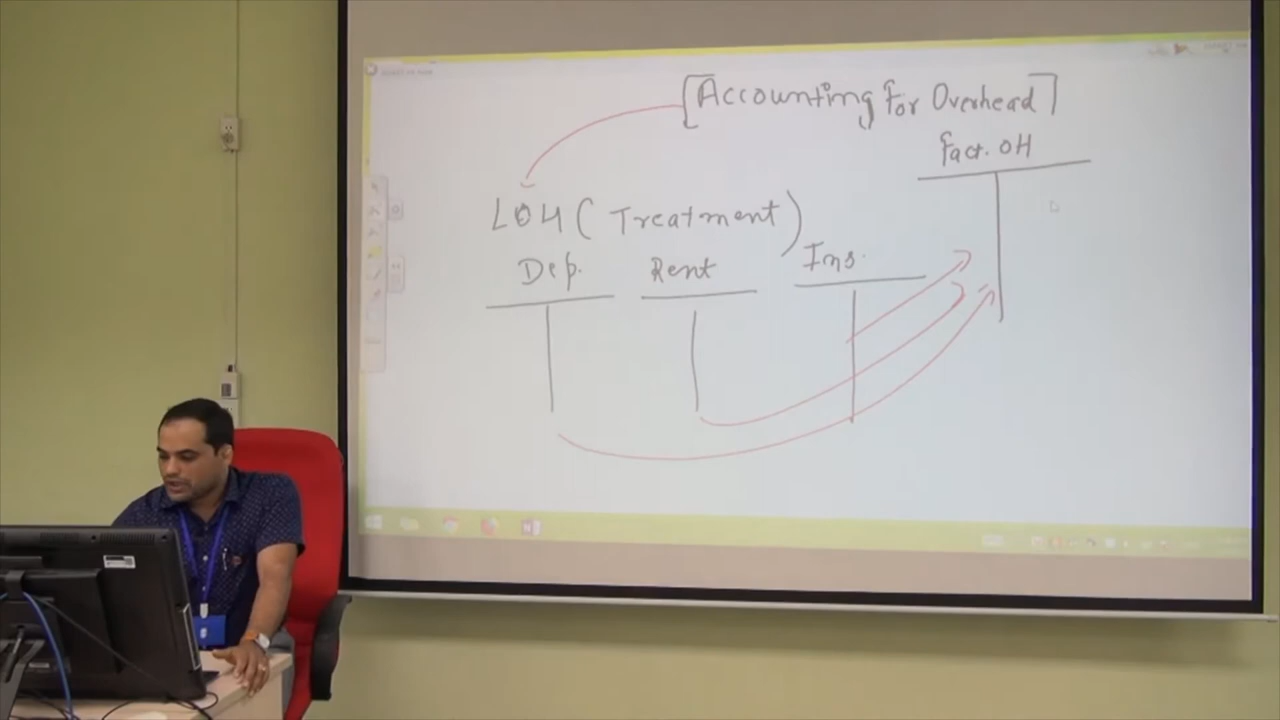 [Accounting for Overhead]
Fact. OH
LOH (Treatment)
Dep. Rent Ins.